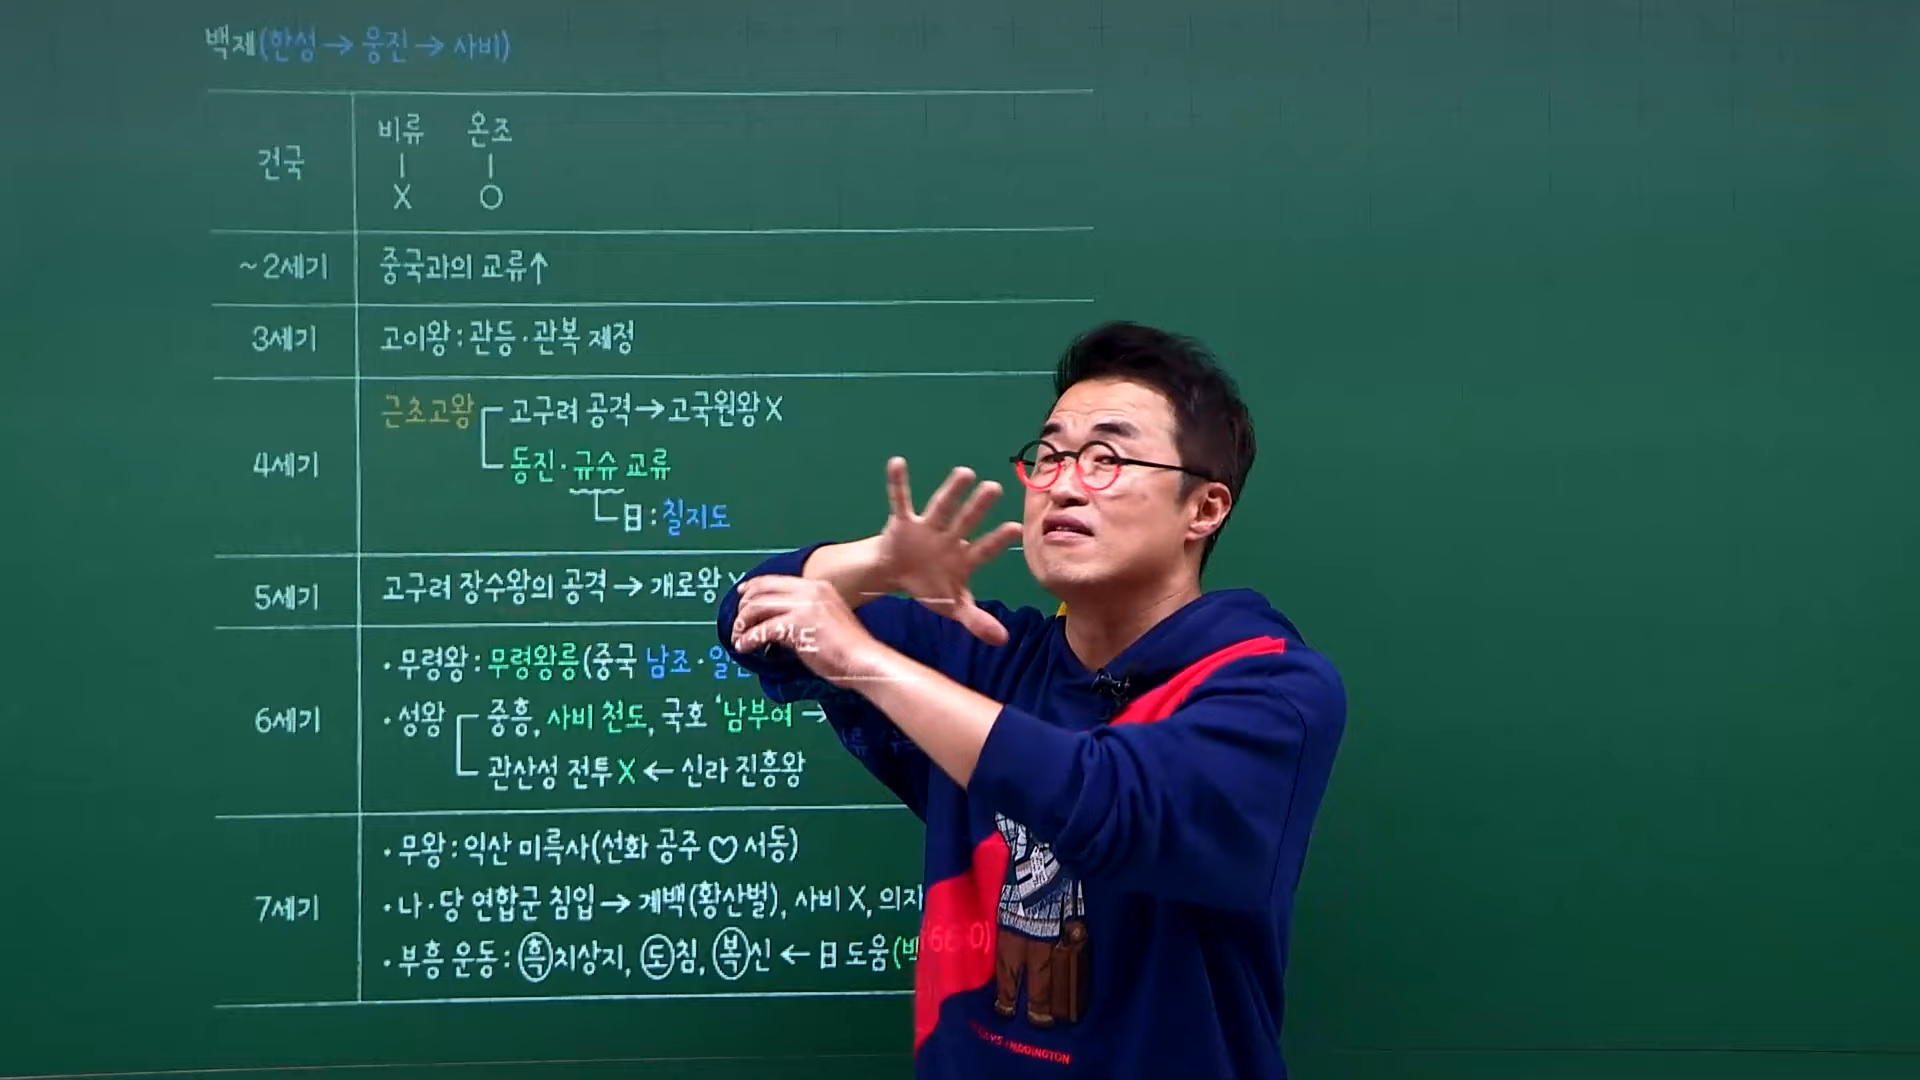 백제(한성→웅진→사비)
건국
비류 온조
X O
~2세기
중국과의 교류↑
3세기
고이왕:관등·관복 제정
4세기
근초고왕 고구려 공격→고국원왕X
동진·규슈 교류
日:칠지도
5세기
고구려 장수왕의 공격→개로왕
6세기
·무령왕:무령왕릉(중국 남조·일
·성왕 중흥, 사비 천도, 국호 '남부여→
관산성 전투X←신라 진흥왕
7세기
·무왕:익산 미륵사(선화 공주♡서동)
·나·당 연합군 침입→계백(황산벌), 사비X, 의자
·부흥 운동:흑치상지, 도침, 복신←日 도움(백